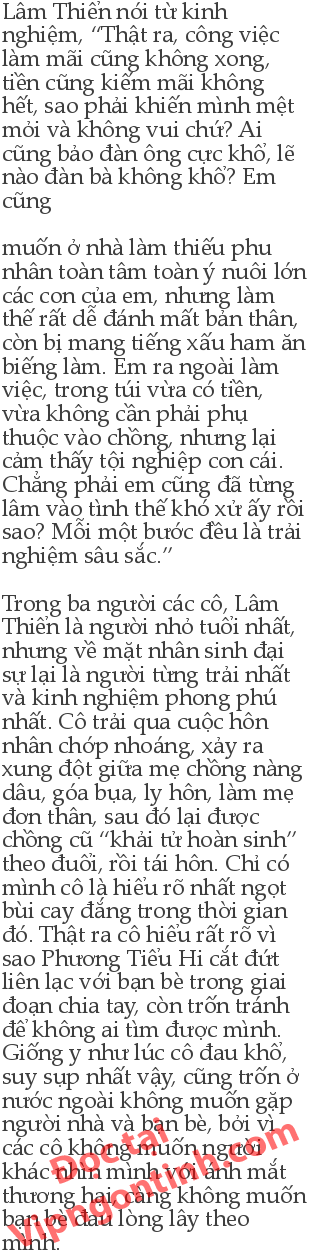 Lâm Thiển nói từ kinh
nghiệm, “Thật ra, công việc
làm mãi cũng không xong,
tiền cũng kiếm mãi không
hết, sao phải khiến mình mệt
mỏi và không vui chứ? Ai
cũng bảo đàn ông cực khổ, lẽ
nào đàn bà không khổ? Em
cũng
muốn ở nhà làm thiếu phu
nhân toàn tâm toàn ý nuôi lớn
các con của em, nhưng làm
thế rất dễ đánh mất bản thân,
còn bị mang tiếng xấu ham ăn
biếng làm. Em ra ngoài làm
việc, trong túi vừa có tiền,
vừa không cần phải phụ
thuộc vào chồng, nhưng lại
cảm thấy tội nghiệp con cái.
Chẳng phải em cũng đã từng
lâm vào tình thế khó xử ấy rồi
sao? Mỗi một bước đều là trải
nghiệm sâu sắc.”
Trong ba người các cô, Lâm
Thiển là người nhỏ tuổi nhất,
nhưng về mặt nhân sinh đại
sự lại là người từng trải nhất
và kinh nghiệm phong phú
nhất. Cô trải qua cuộc hôn
nhân chớp nhoáng, xảy ra
xung đột giữa mẹ chồng nàng
dâu, góa bụa, ly hôn, làm mẹ
đơn thân, sau đó lại được
chồng cũ “khải tử hoàn sinh”
theo đuổi, rồi tái hôn. Chỉ có
mình cô là hiểu rõ nhất ngọt
bùi cay đắng trong thời gian
đó. Thật ra cô hiểu rất rõ vì
sao Phương Tiểu Hi cắt đứt
liên lạc với bạn bè trong giai
đoạn chia tay, còn trốn tránh
để không ai tìm được mình.
Giống y như lúc cô đau khổ,
suy sụp nhất vậy, cũng trốn ở
nước ngoài không muốn gặp
người nhà và bạn bè, bởi vì
các cô không muốn người
khác nhìn mình với ánh mắt
thương hại, càng không muốn
bạn bè đau lòng lây theo
mình.
Đọc tại
Vipngontinh.com